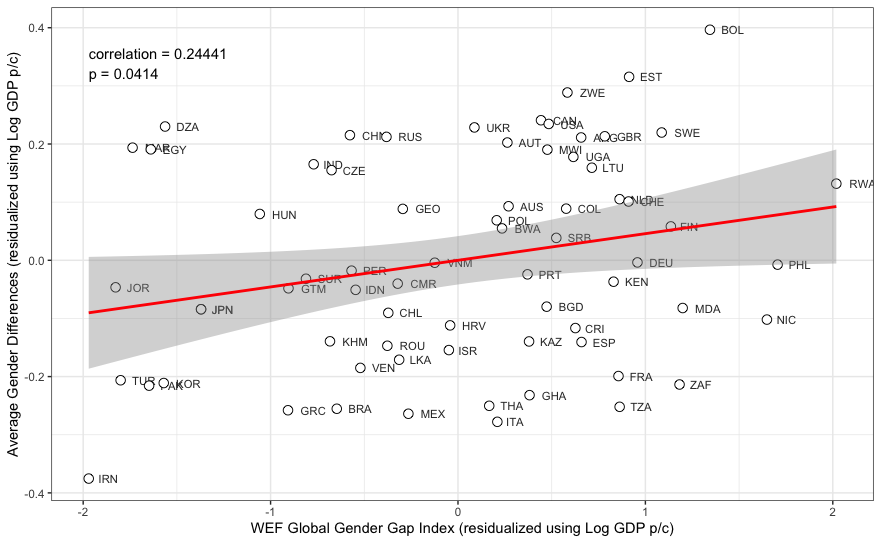 0.4
BOL
correlation = 0.24441
EST
p = 0.0414
ZWE
CAN
USA
DZA
UKR
CHN
RUS
ARG
GBR
SWE
0.2
MAR
EGY
AUT
MWI
UGA
IND
CZE
LTU
RWA
NLD
CHE
HUN
GEO
AUS
COL
POL
BWA
FIN
SRB
0.0
VNM
DEU
PHL
PER
SUR
PRT
CMR
KEN
JOR
GTM
IDN
JPN
CHL
BGD
MDA
NIC
HRV
CRI
KHM
ROU
ISR
KAZ
ESP
LKA
VEN
FRA
-0.2
TUR
PAK
KOR
ZAF
GHA
GRC
BRA
MEX
THA
TZA
ITA
IRN
-0.4
-2
-1
0
1
2
WEF Global Gender Gap Index (residualized using Log GDP p/c)
Average Gender Differences (residualized using Log GDP p/c)